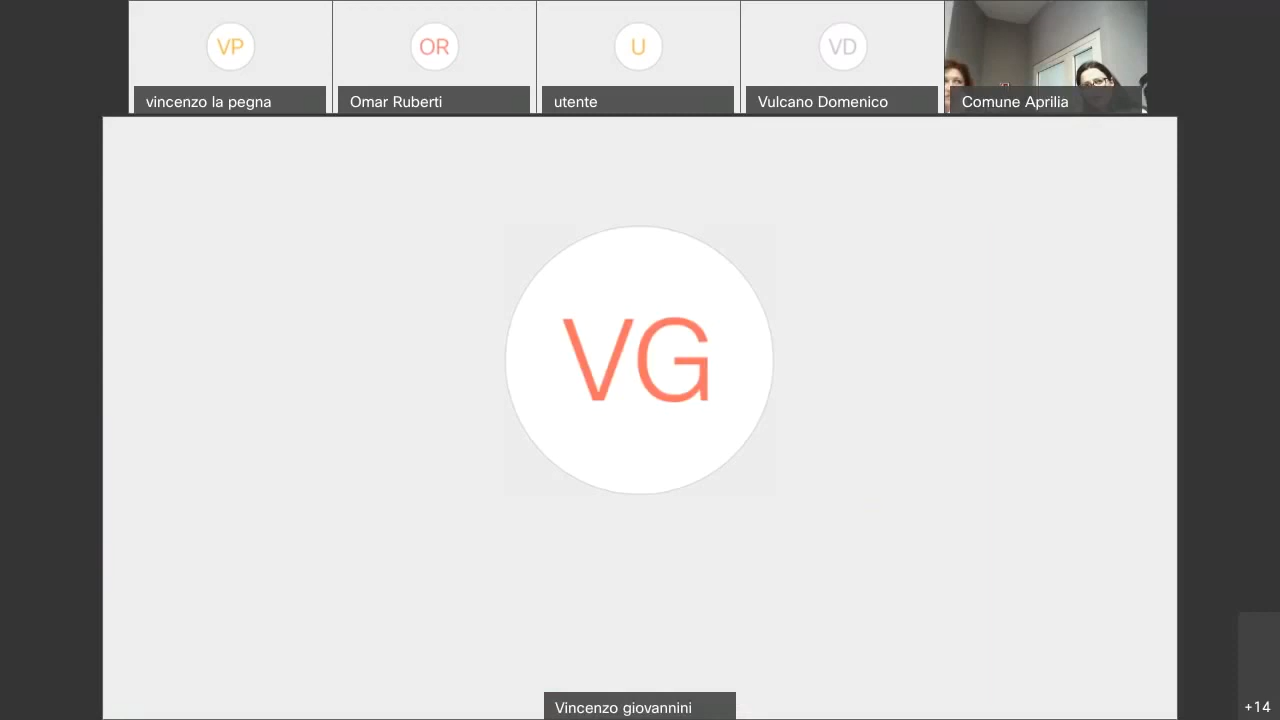 VP
OR
U
VD
vincenzo la pegna
Omar Ruberti
utente
Vulcano Domenico
Comune Aprilia
VG
Vincenzo giovannini
+14